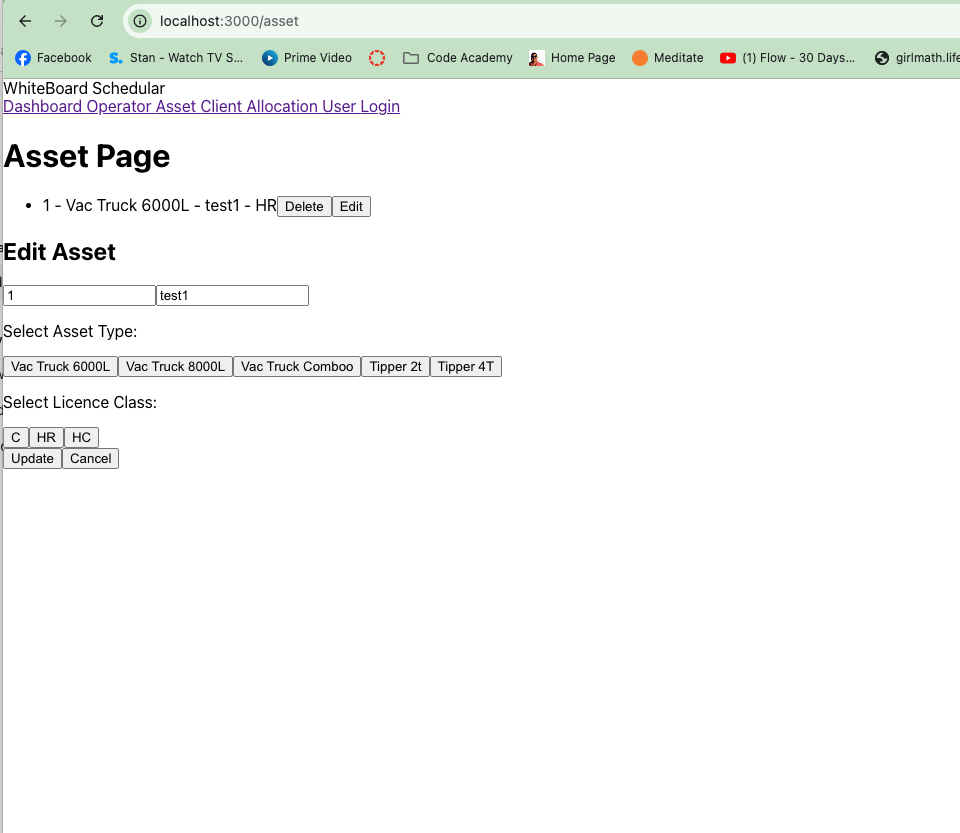 localhost:3000/asset
Facebook Stan - Watch TV S... Prime Video Code Academy Home Page Meditate (1) Flow - 30 Days... girlmath.life
WhiteBoard Schedular
Dashboard Operator Asset Client Allocation User Login
Asset Page
• 1 - Vac Truck 6000L - test1 - HR Delete Edit
Edit Asset
1 test1
Select Asset Type:
Vac Truck 6000L Vac Truck 8000L Vac Truck Comboo Tipper 2t Tipper 4T
Select Licence Class:
C HR HC
Update Cancel